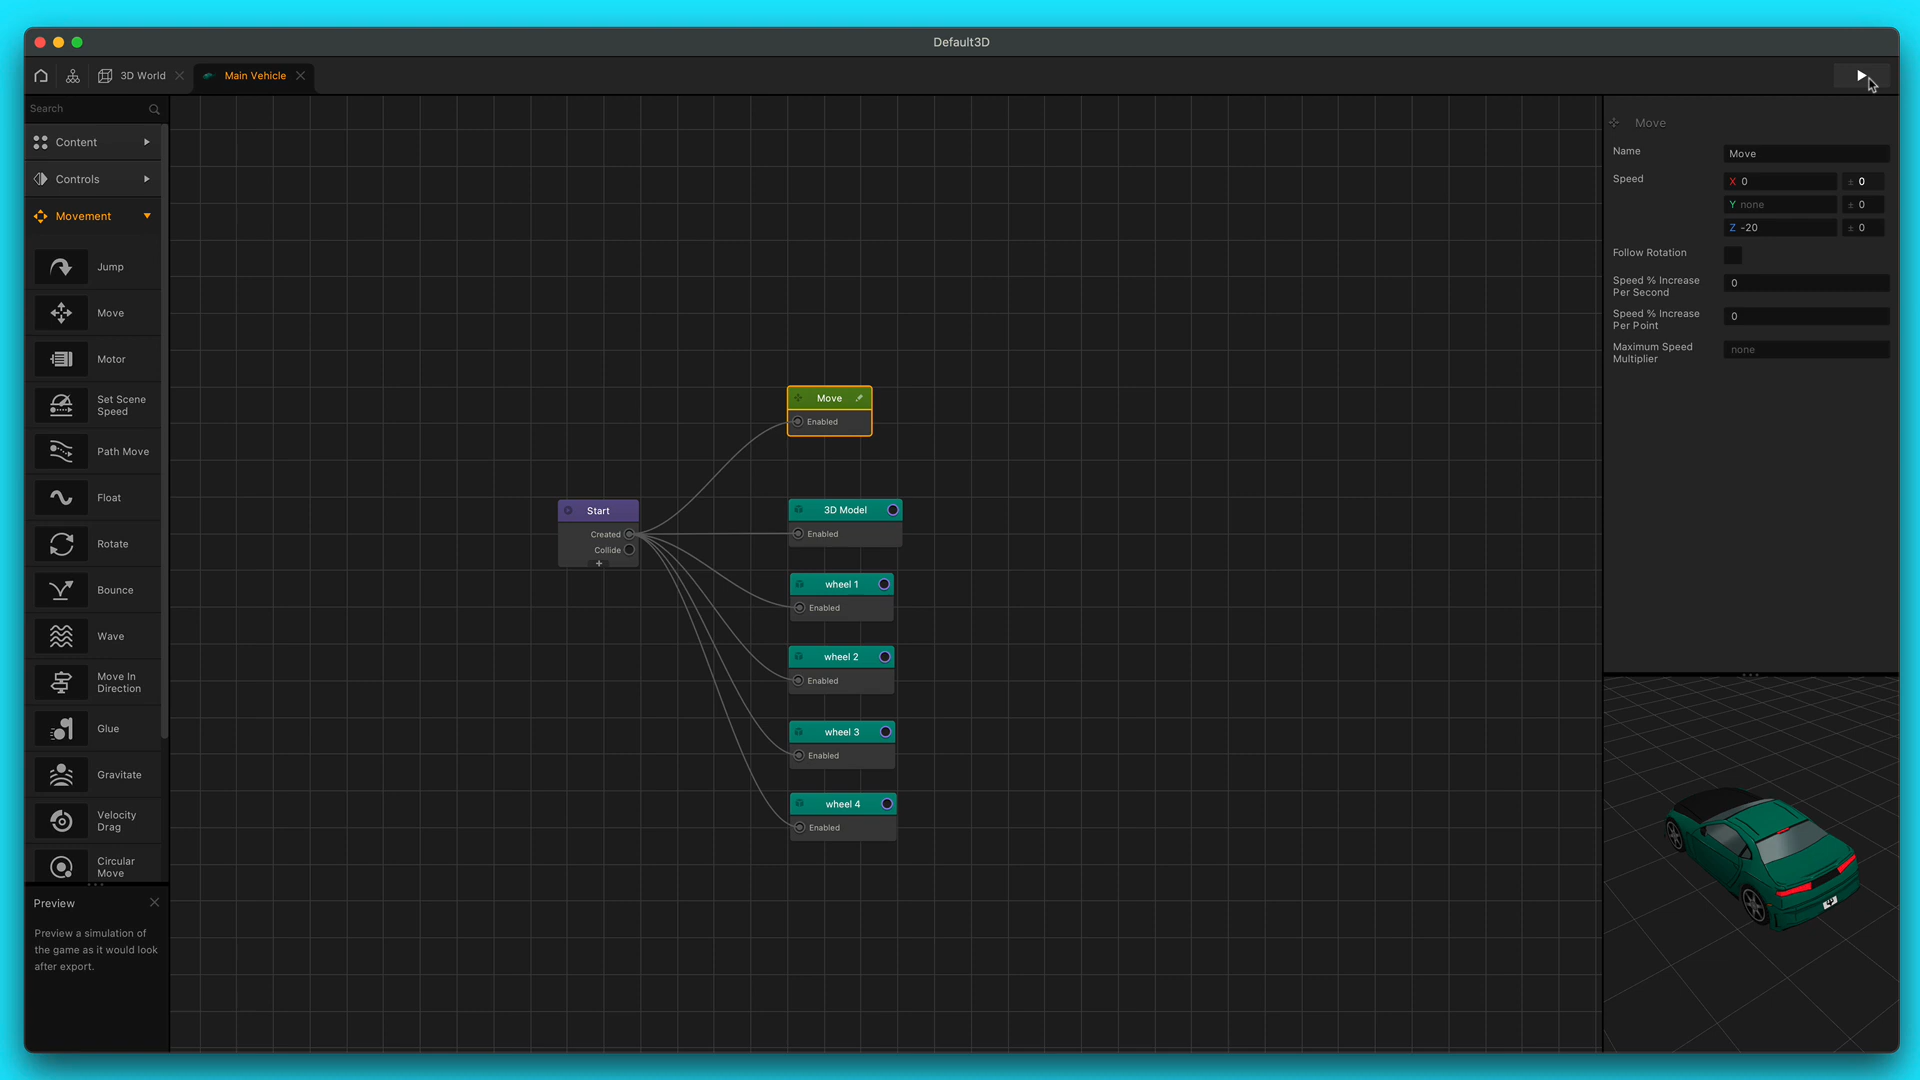 Default3D
3D World
Main Vehicle
Search
Content
Controls
Movement
Jump
Move
Motor
Set Scene
Speed
Path Move
Float
Rotate
Bounce
Wave
Move In
Direction
Glue
Gravitate
Velocity
Drag
Circular
Move
Preview
Preview a simulation of
the game as it would look
after export.
Move
Enabled
Start
Created
Collide
+
3D Model
Enabled
wheel 1
Enabled
wheel 2
Enabled
wheel 3
Enabled
wheel 4
Enabled
Move
Name
Move
Speed
X 0 ± 0
Y none ± 0
Z -20 ± 0
Follow Rotation
Speed % Increase
Per Second
0
Speed % Increase
Per Point
0
Maximum Speed
Multiplier
none